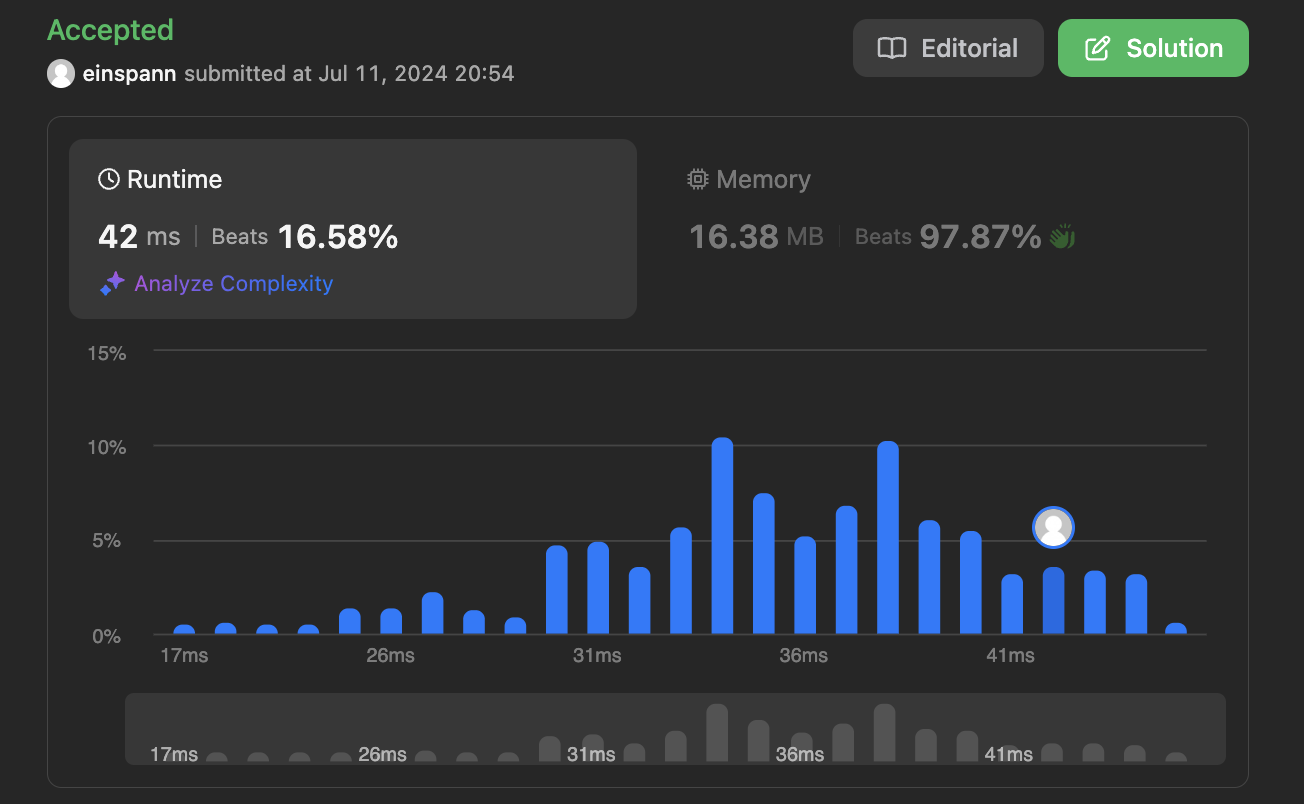 Accepted
einspann submitted at Jul 11, 2024 20:54
Editorial
Solution
Runtime
42 ms | Beats 16.58%
Analyze Complexity
Memory
16.38 MB | Beats 97.87%
15%
10%
5%
0%
17ms 26ms 31ms 36ms 41ms
17ms 26ms 31ms 36ms 41ms